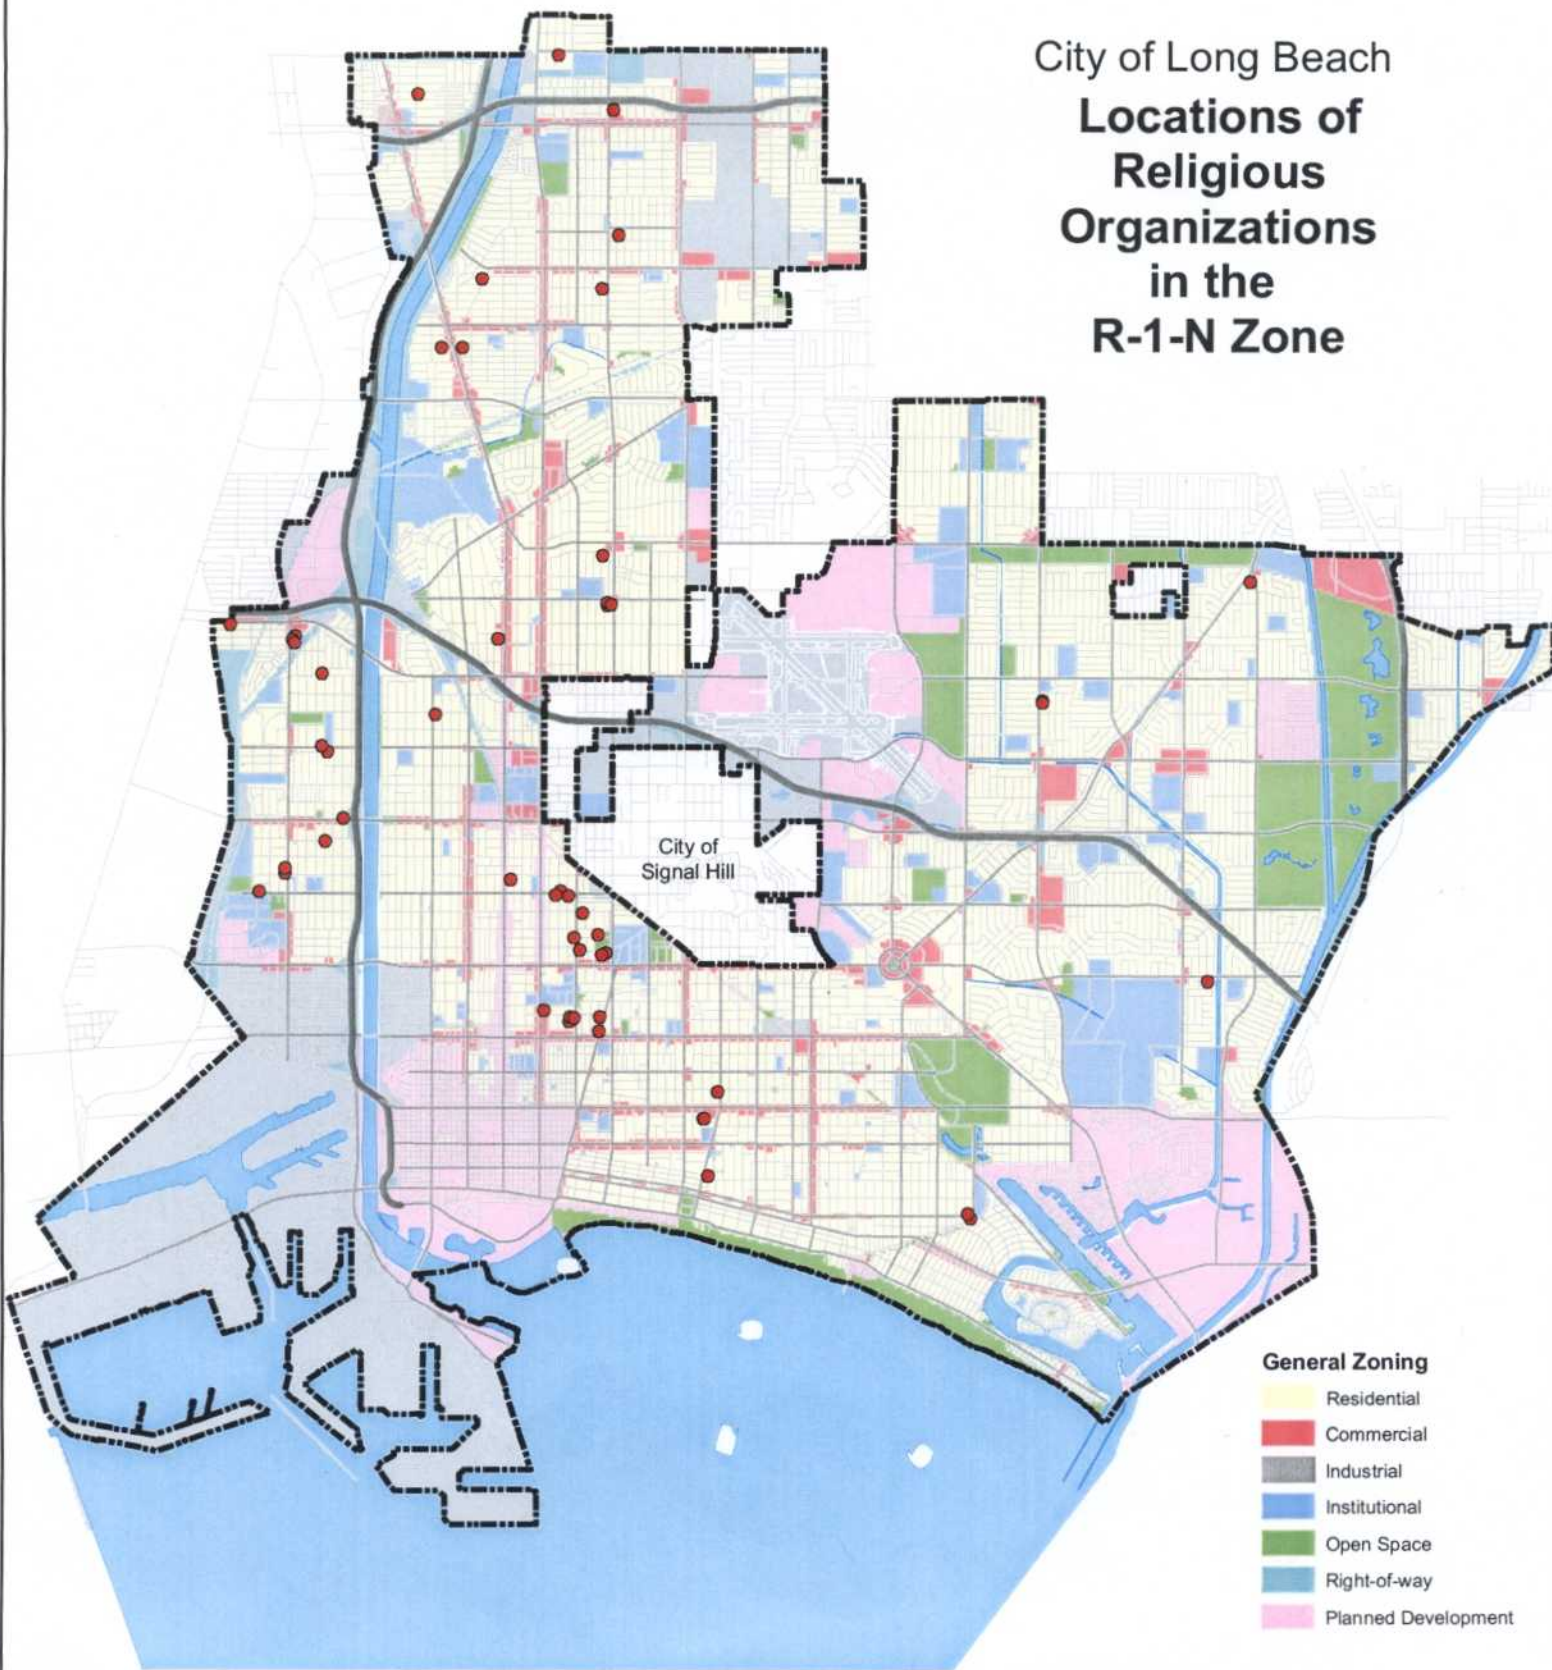 City of Long Beach
Locations of
Religious
Organizations
in the
R-1-N Zone
City of
Signal Hill
General Zoning
Residential
Commercial
Industrial
Institutional
Open Space
Right-of-way
Planned Development